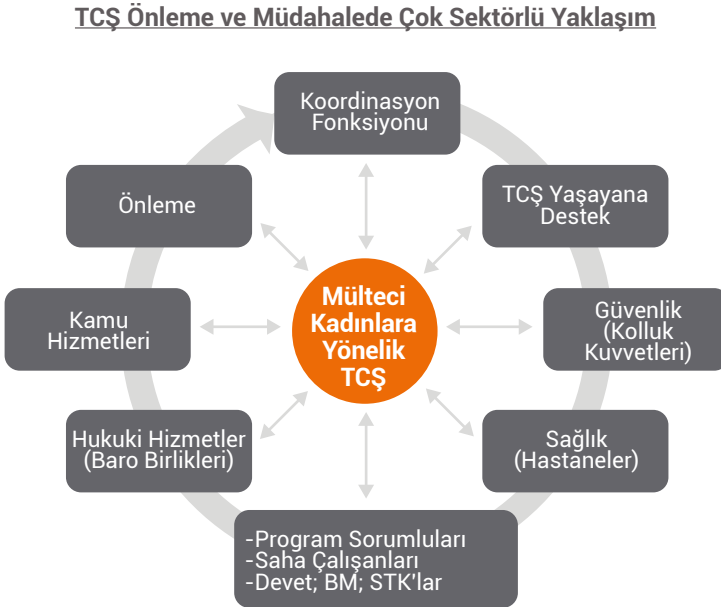 TCŞ Önleme ve Müdahalede Çok Sektörlü Yaklaşım
Koordinasyon
Fonksiyonu
TCŞ Yaşayana
Destek
Güvenlik
(Kolluk
Kuvvetleri)
Sağlık
(Hastaneler)
-Program Sorumluları
-Saha Çalışanları
-Devet; BM; STK'lar
Hukuki Hizmetler
(Baro Birlikleri)
Kamu
Hizmetleri
Önleme
Mülteci
Kadınlara
Yönelik
TCŞ